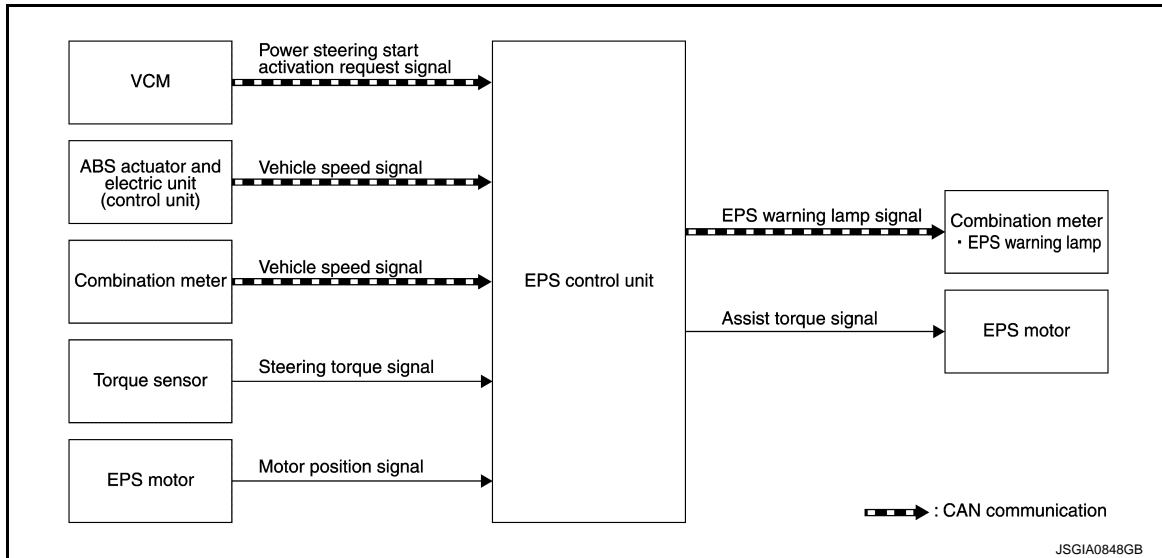 VCM
Power steering start
activation request signal
ABS actuator and
electric unit
(control unit)
Vehicle speed signal
Combination meter
Vehicle speed signal
Torque sensor
Steering torque signal
EPS motor
Motor position signal
EPS control unit
EPS warning lamp signal
Combination meter
・EPS warning lamp
Assist torque signal
EPS motor
: CAN communication
JSGIA0848GB